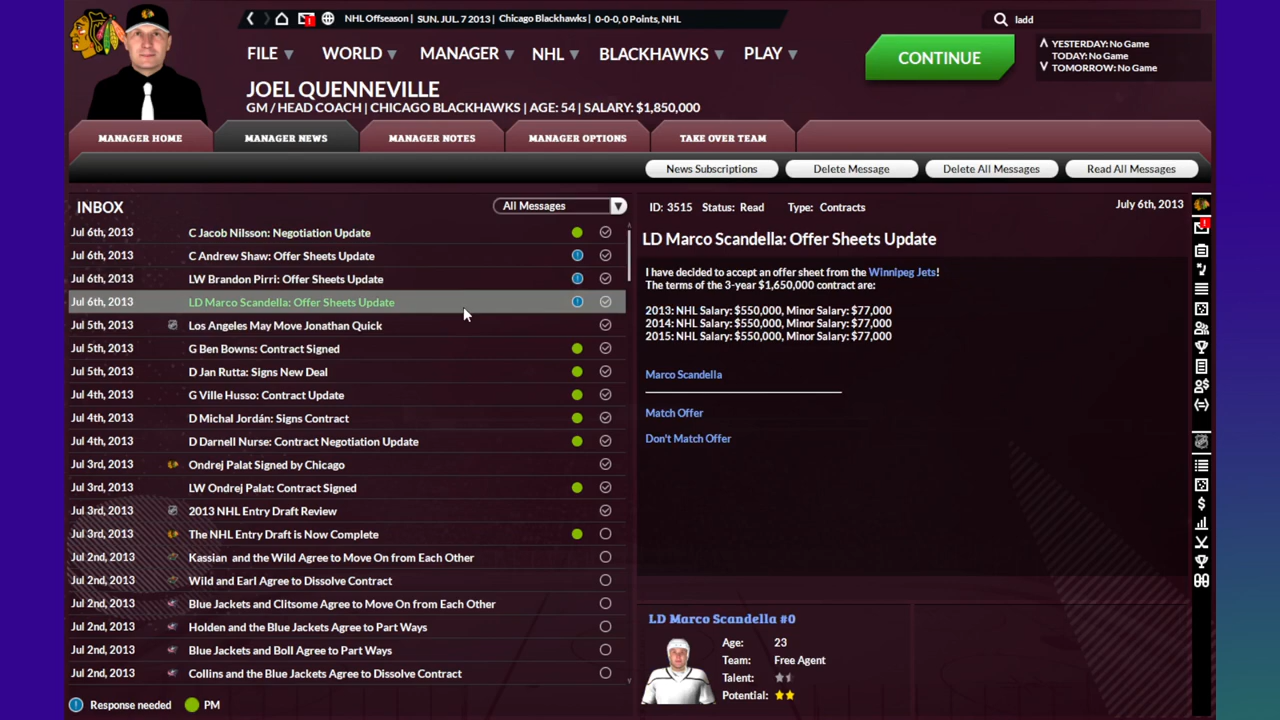 NHL Offseason | SUN. JUL. 7 2013 | Chicago Blackhawks | 0-0-0, 0 Points, NHL
ladd
FILE WORLD MANAGER NHL BLACKHAWKS PLAY
CONTINUE
YESTERDAY: No Game
TODAY: No Game
TOMORROW: No Game
JOEL QUENNEVILLE
GM / HEAD COACH | CHICAGO BLACKHAWKS | AGE: 54 | SALARY: $1,850,000
MANAGER HOME MANAGER NEWS MANAGER NOTES MANAGER OPTIONS TAKE OVER TEAM
News Subscriptions Delete Message Delete All Messages Read All Messages
INBOX All Messages
Jul 6th, 2013 C Jacob Nilsson: Negotiation Update
Jul 6th, 2013 C Andrew Shaw: Offer Sheets Update
Jul 6th, 2013 LW Brandon Pirri: Offer Sheets Update
Jul 6th, 2013 LD Marco Scandella: Offer Sheets Update
Jul 5th, 2013 Los Angeles May Move Jonathan Quick
Jul 5th, 2013 G Ben Bowns: Contract Signed
Jul 5th, 2013 D Jan Rutta: Signs New Deal
Jul 4th, 2013 G Ville Husso: Contract Update
Jul 4th, 2013 D Michal Jordán: Signs Contract
Jul 4th, 2013 D Darnell Nurse: Contract Negotiation Update
Jul 3rd, 2013 Ondrej Palat Signed by Chicago
Jul 3rd, 2013 LW Ondrej Palat: Contract Signed
Jul 3rd, 2013 2013 NHL Entry Draft Review
Jul 3rd, 2013 The NHL Entry Draft is Now Complete
Jul 2nd, 2013 Kassian and the Wild Agree to Move On from Each Other
Jul 2nd, 2013 Wild and Earl Agree to Dissolve Contract
Jul 2nd, 2013 Blue Jackets and Clitsome Agree to Move On from Each Other
Jul 2nd, 2013 Holden and the Blue Jackets Agree to Part Ways
Jul 2nd, 2013 Blue Jackets and Boll Agree to Part Ways
Jul 2nd, 2013 Collins and the Blue Jackets Agree to Dissolve Contract
Response needed PM
ID: 3515 Status: Read Type: Contracts July 6th, 2013
LD Marco Scandella: Offer Sheets Update
I have decided to accept an offer sheet from the Winnipeg Jets!
The terms of the 3-year $1,650,000 contract are:
2013: NHL Salary: $550,000, Minor Salary: $77,000
2014: NHL Salary: $550,000, Minor Salary: $77,000
2015: NHL Salary: $550,000, Minor Salary: $77,000
Marco Scandella
Match Offer
Don't Match Offer
LD Marco Scandella #0
Age: 23
Team: Free Agent
Talent:
Potential: